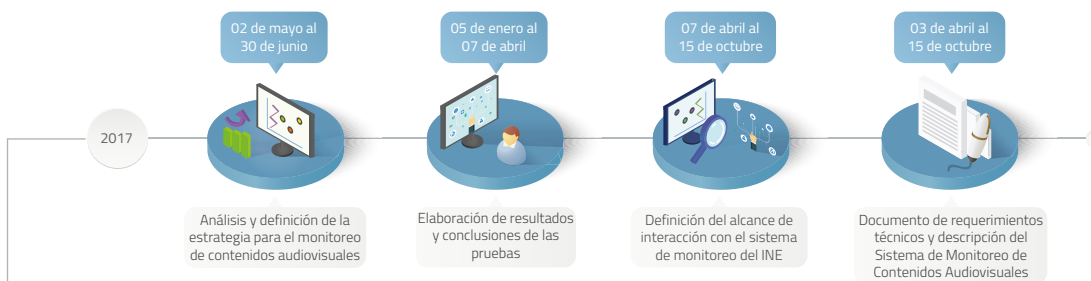 02 de mayo al
30 de junio
05 de enero al
07 de abril
07 de abril al
15 de octubre
03 de abril al
15 de octubre
2017
Análisis y definición de la
estrategia para el monitoreo
de contenidos audiovisuales
Elaboración de resultados
y conclusiones de las
pruebas
Definición del alcance de
interacción con el sistema
de monitoreo del INE
Documento de requerimientos
técnicos y descripción del
Sistema de Monitoreo de
Contenidos Audiovisuales